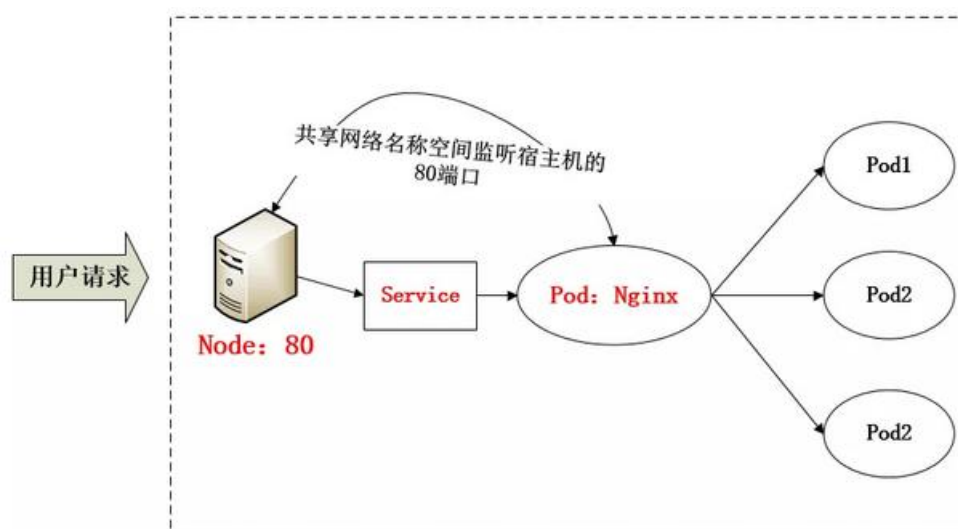 共享网络名称空间监听宿主机的
80端口
用户请求
Node: 80
Service
Pod: Nginx
Pod1
Pod2
Pod2